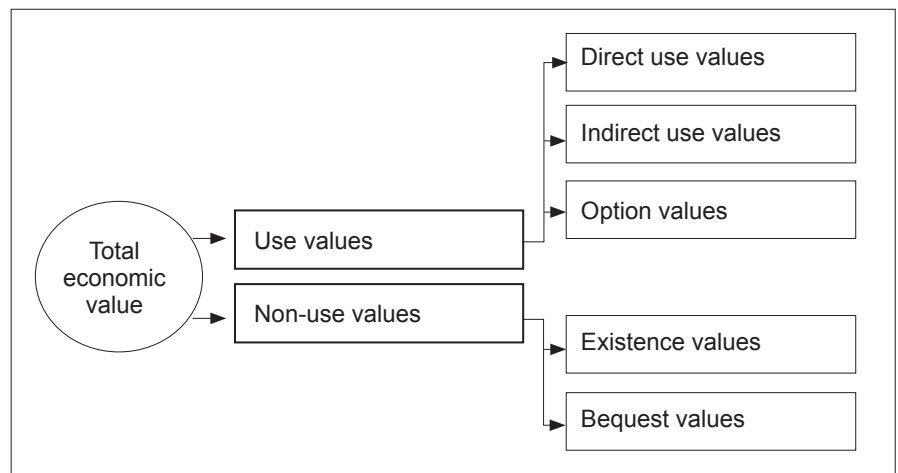 Direct use values
Indirect use values
Option values
Total
economic
value
Use values
Non-use values
Existence values
Bequest values